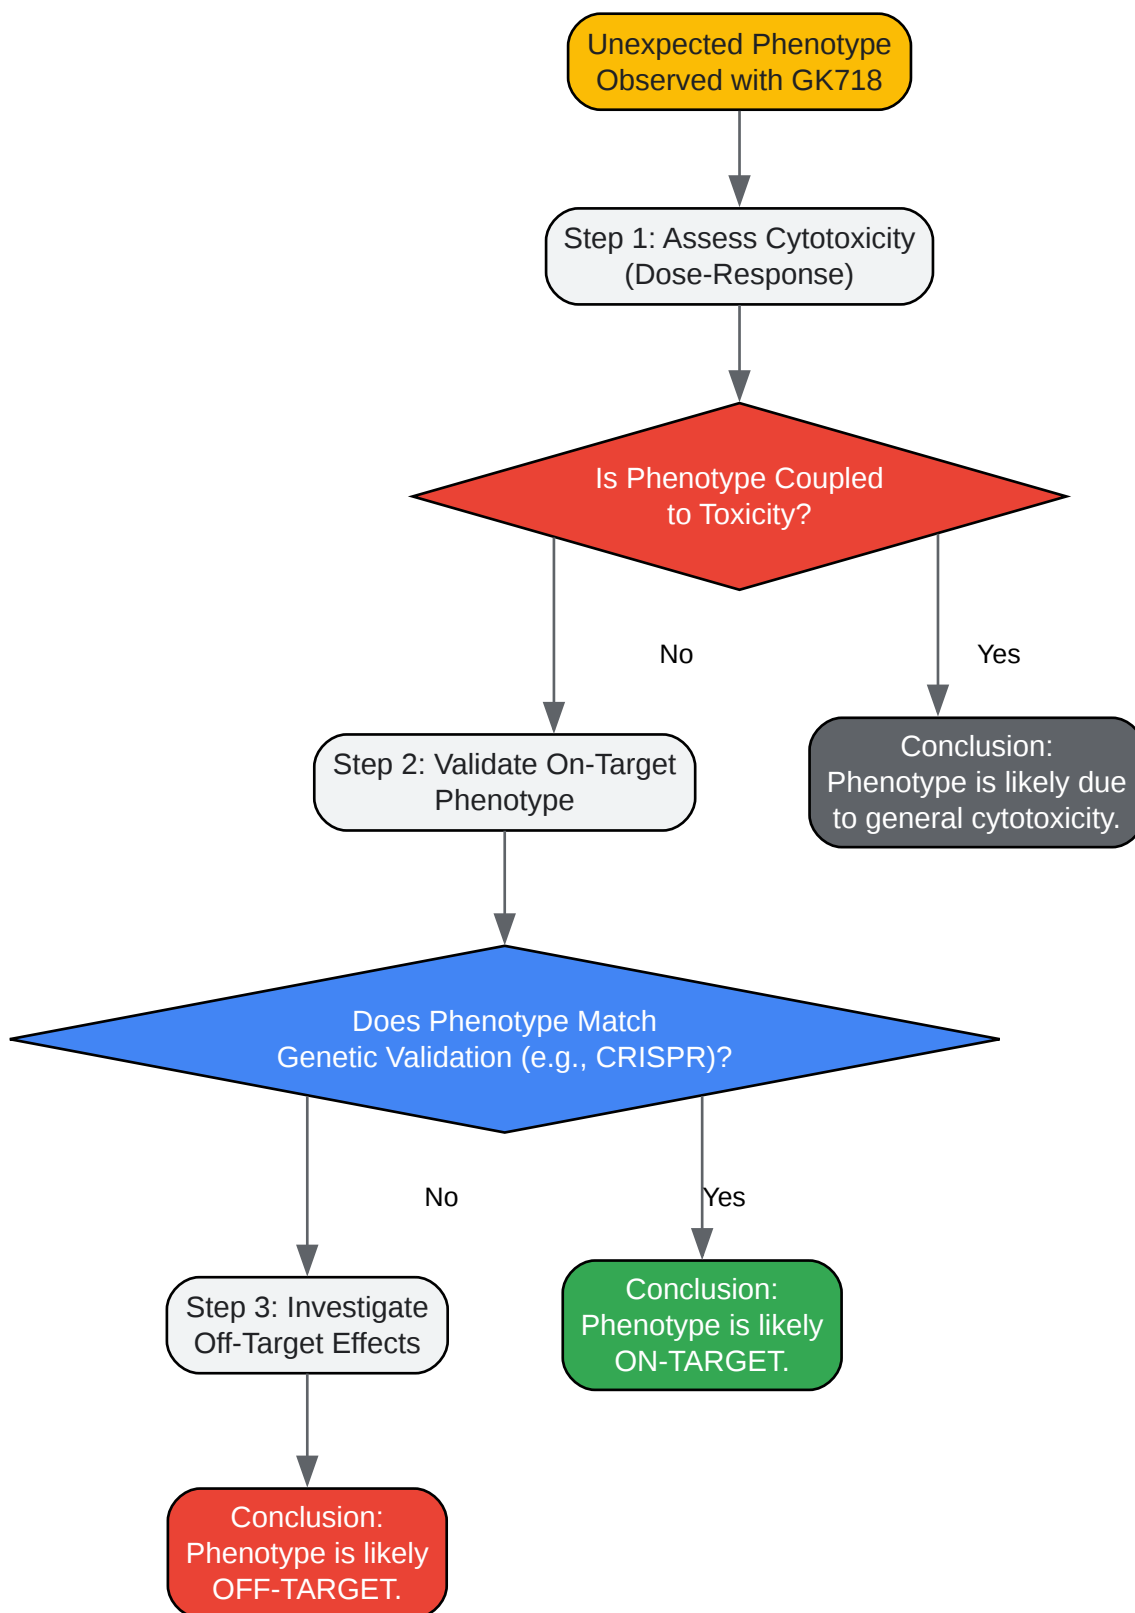 Unexpected Phenotype
Observed with GK718
Step 1: Assess Cytotoxicity
(Dose-Response)
Is Phenotype Coupled
to Toxicity?
No
Yes
Step 2: Validate On-Target
Phenotype
Conclusion:
Phenotype is likely due
to general cytotoxicity.
Does Phenotype Match
Genetic Validation (e.g., CRISPR)?
No
Yes
Step 3: Investigate
Off-Target Effects
Conclusion:
Phenotype is likely
ON-TARGET.
Conclusion:
Phenotype is likely
OFF-TARGET.